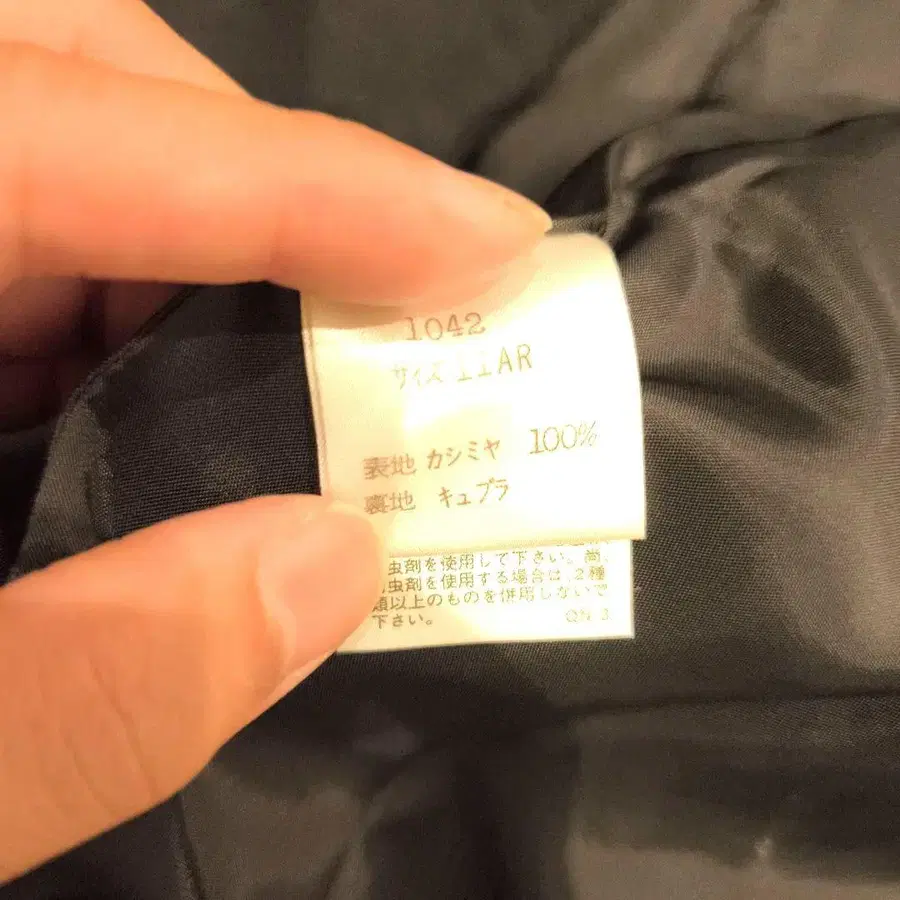 1042
サイズ 11AR
表地 カシミヤ 100%
裏地 キュプラ
虫剤を使用して下さい。尚、
虫剤を使用する場合は、2種
類以上のものを併用しないで
下さい。 QN 3